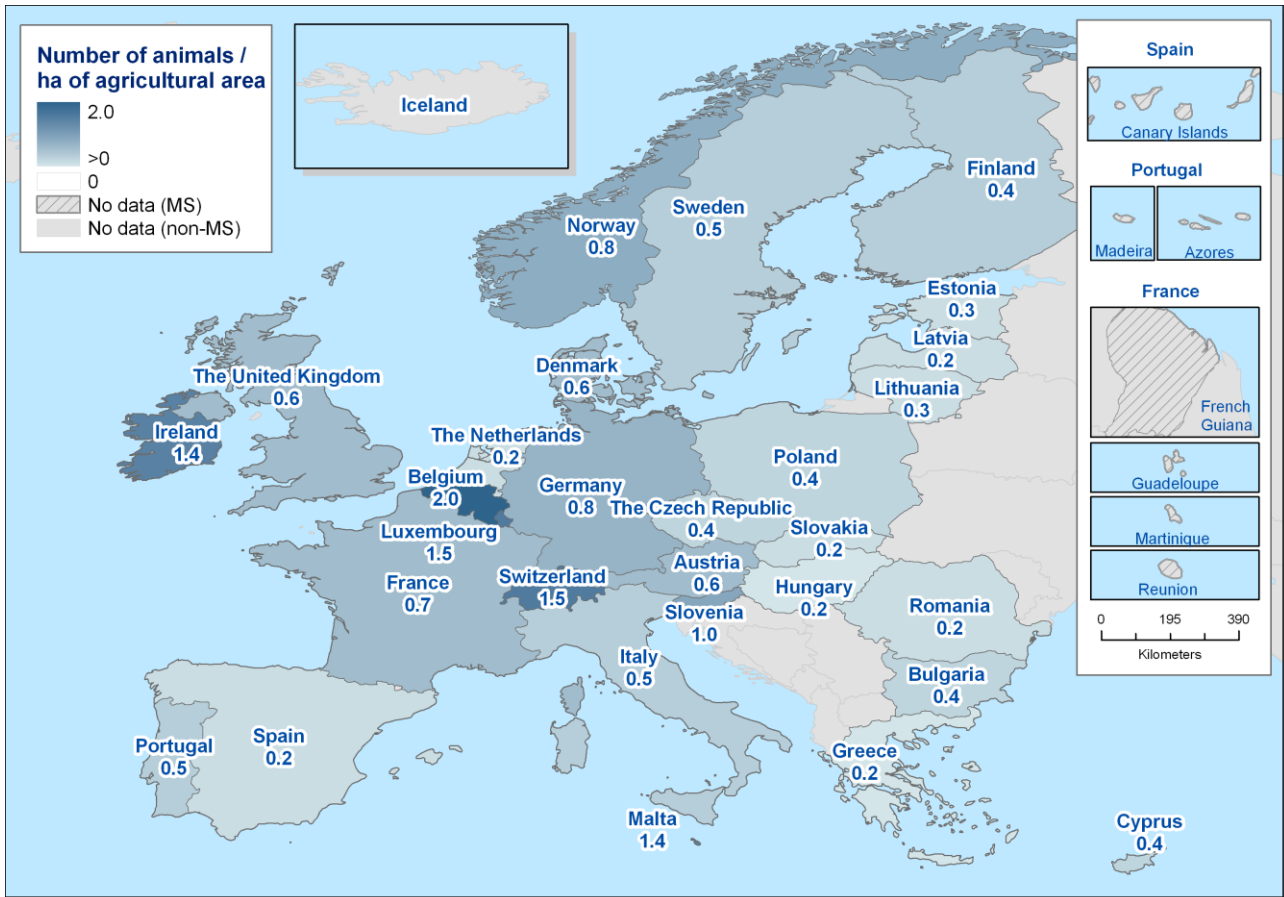 Number of animals /
ha of agricultural area
2.0
>0
0
No data (MS)
No data (non-MS)
Iceland
Spain
Canary Islands
Portugal
Madeira
Azores
France
French
Guiana
Guadeloupe
Martinique
Reunion
0 195 390
Kilometers
Finland
0.4
Sweden
0.5
Norway
0.8
Estonia
0.3
Latvia
0.2
Lithuania
0.3
Denmark
0.6
The United Kingdom
0.6
Ireland
1.4
The Netherlands
0.2
Belgium
2.0
Germany
0.8
Poland
0.4
The Czech Republic
0.4
Slovakia
0.2
Luxembourg
1.5
France
0.7
Switzerland
1.5
Austria
0.6
Hungary
0.2
Slovenia
1.0
Romania
0.2
Italy
0.5
Bulgaria
0.4
Portugal
0.5
Spain
0.2
Greece
0.2
Malta
1.4
Cyprus
0.4